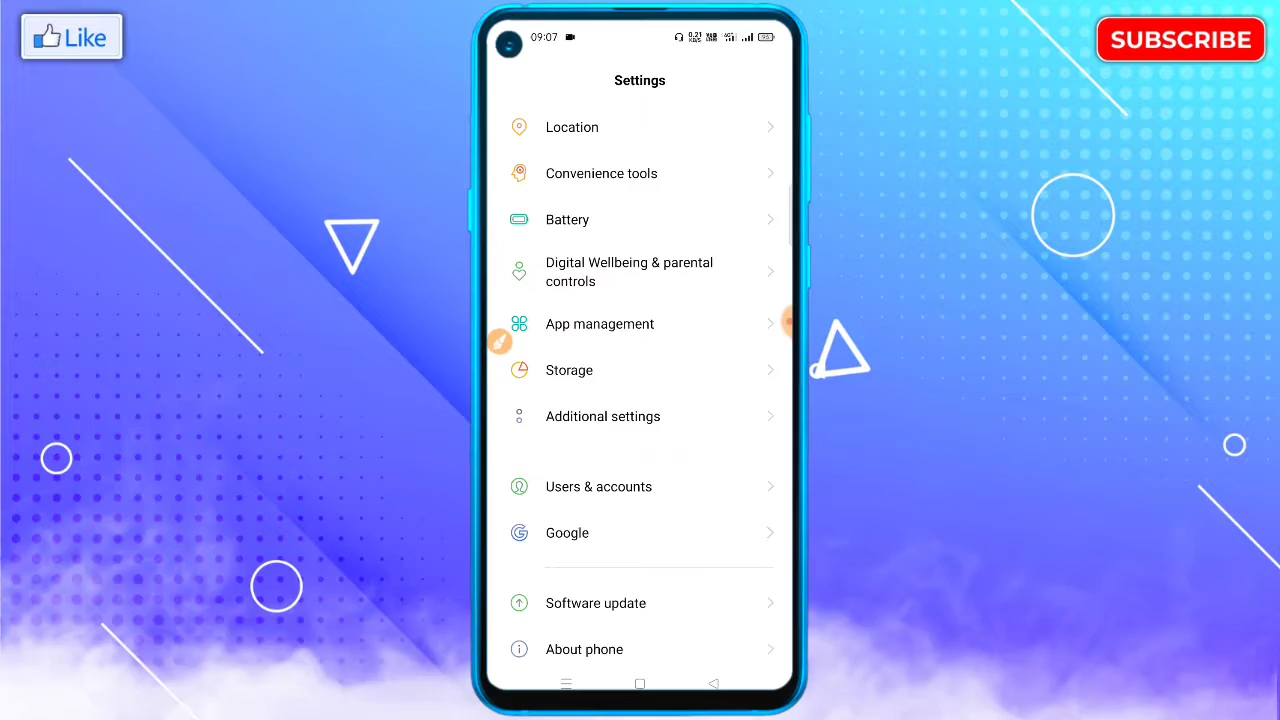 Like
SUBSCRIBE
09:07
Settings
Location
Convenience tools
Battery
Digital Wellbeing & parental
controls
App management
Storage
Additional settings
Users & accounts
Google
Software update
About phone